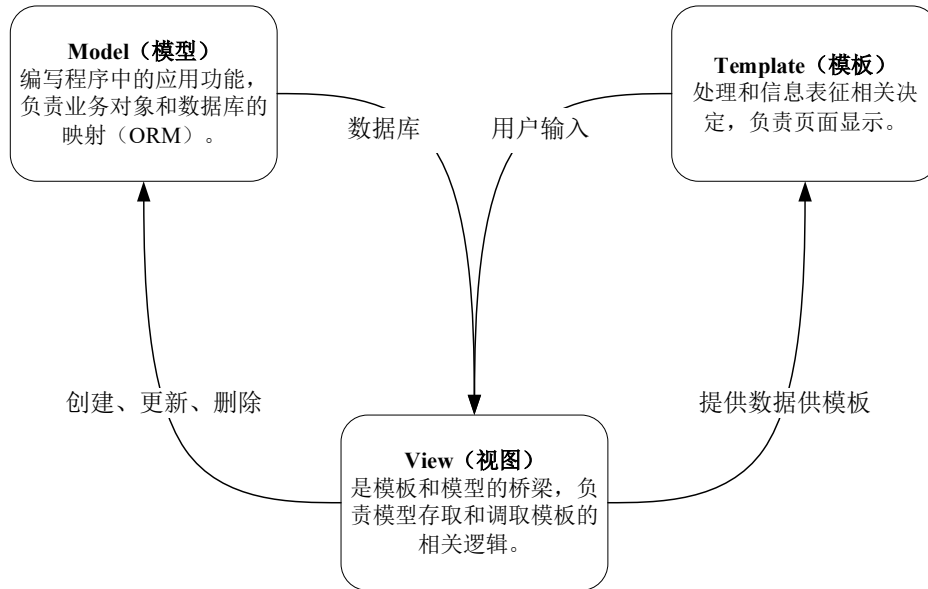 Model（模型）
编写程序中的应用功能，
负责业务对象和数据库的
映射（ORM）。
Template（模板）
处理和信息表征相关决
定，负责页面显示。
数据库
用户输入
创建、更新、删除
提供数据供模板
View（视图）
是模板和模型的桥梁，负
责模型存取和调取模板的
相关逻辑。